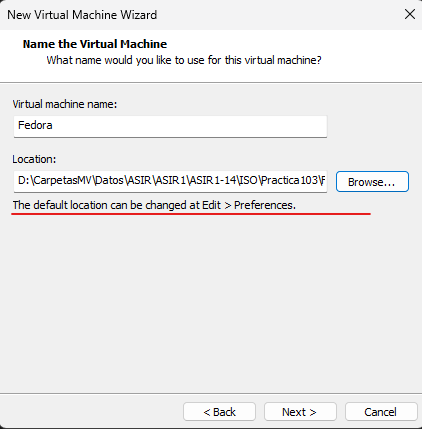 New Virtual Machine Wizard
Name the Virtual Machine
What name would you like to use for this virtual machine?
Virtual machine name:
Fedora
Location:
D:\CarpetasMV\Datos\ASIR\ASIR1\ASIR1-14\ISO\Practica103\F
Browse...
The default location can be changed at Edit > Preferences.
< Back
Next >
Cancel